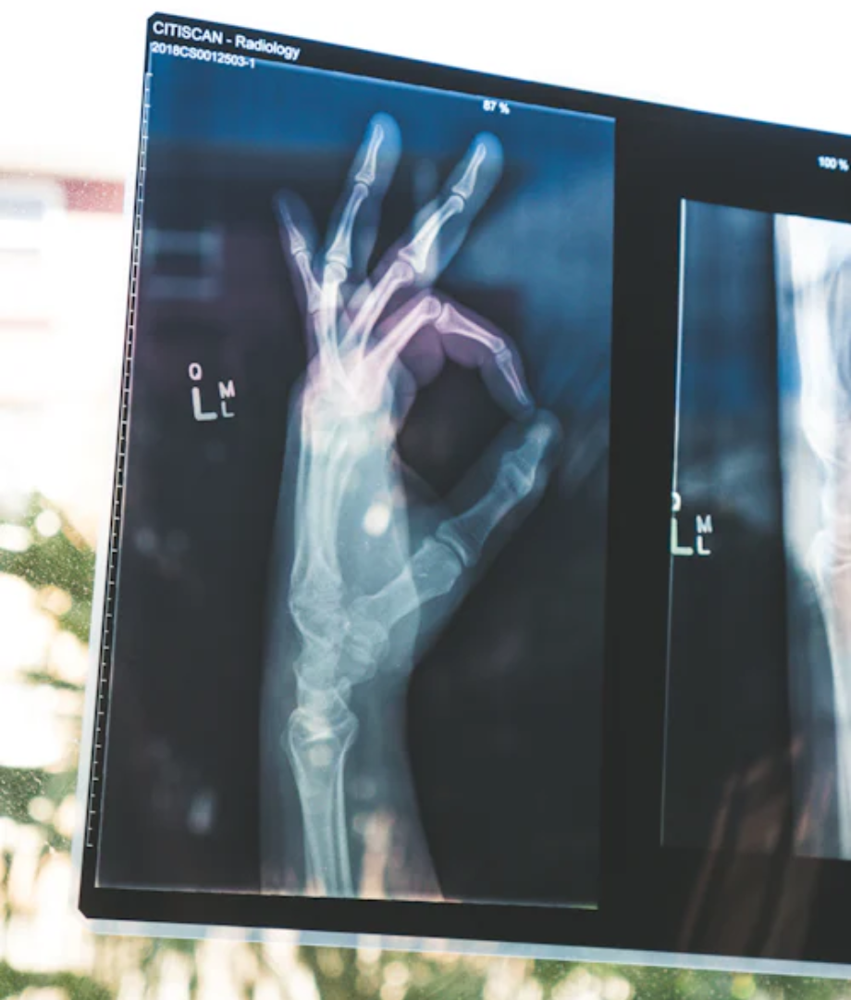 CITISCAN - Radiology
2018CS0012503-1
87 %
100 %
Q
M
L L
M
L L